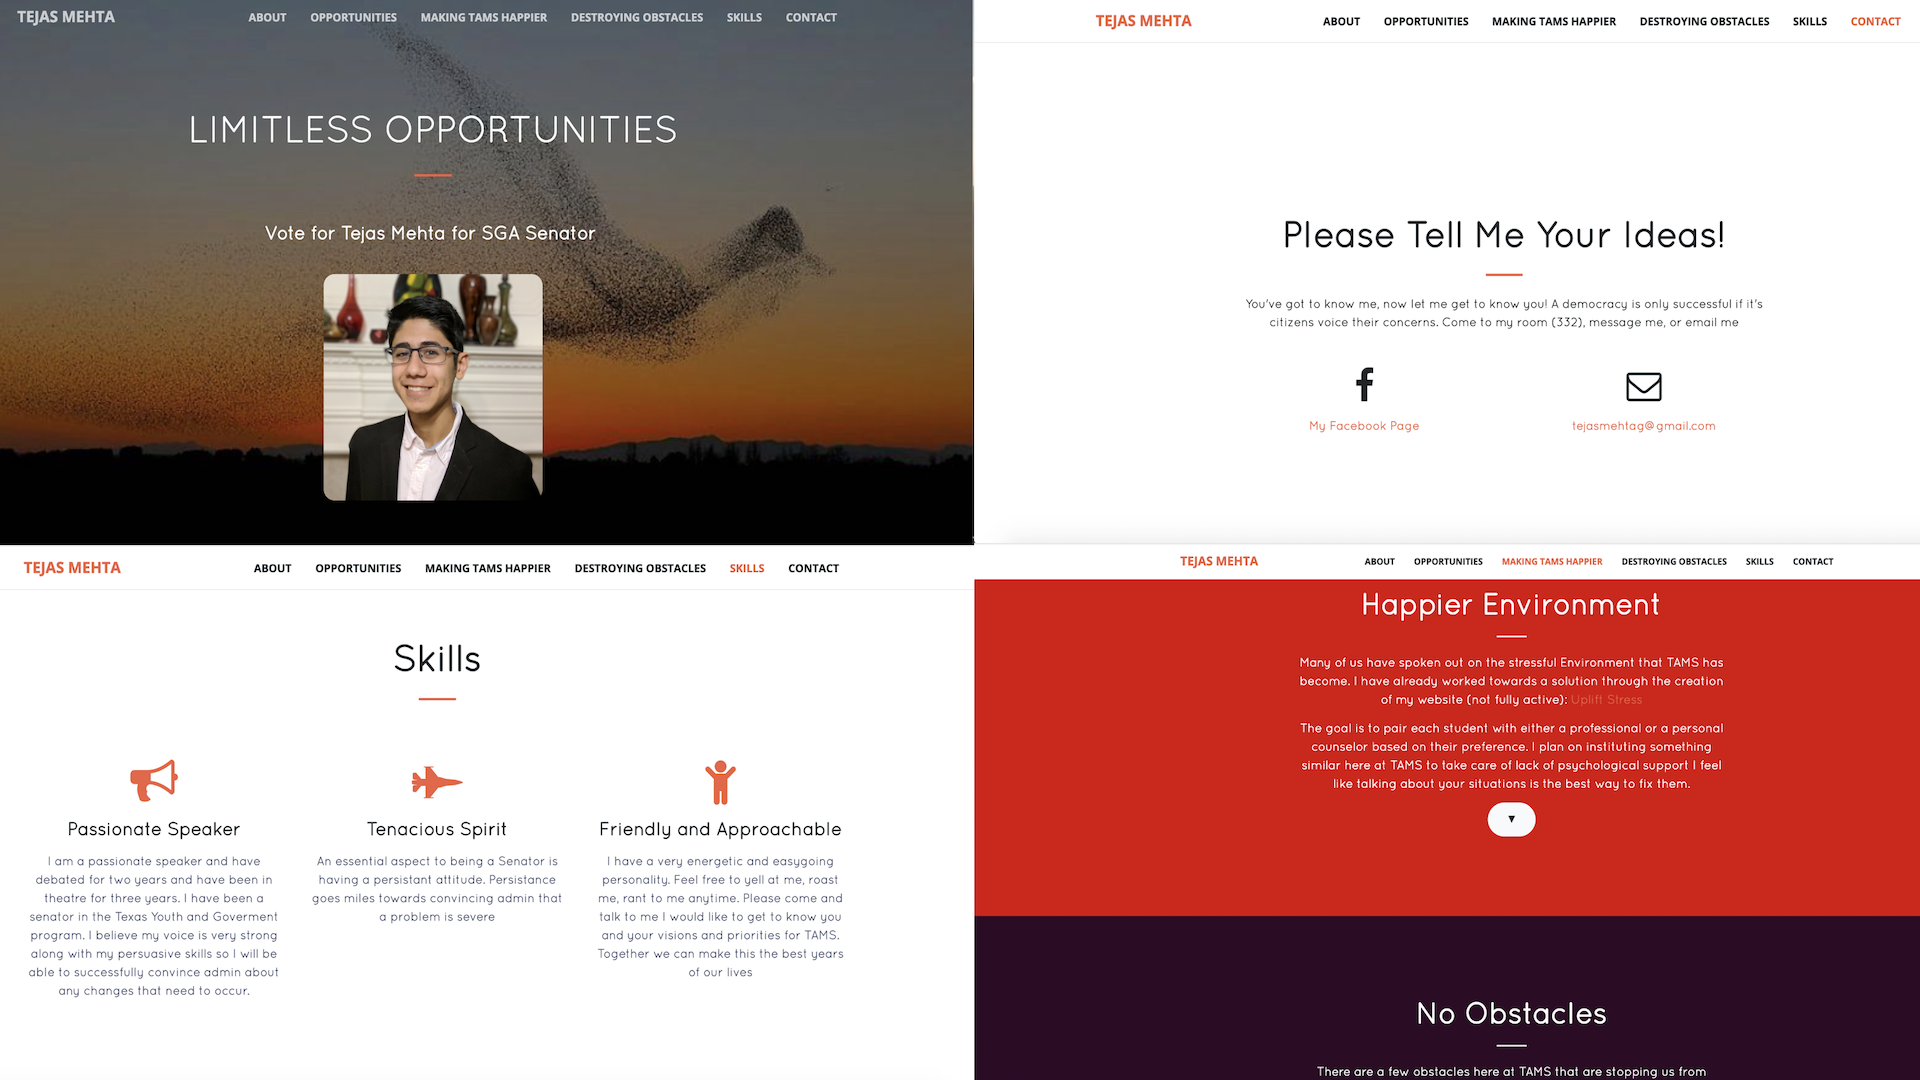 TEJAS MEHTA
ABOUT OPPORTUNITIES MAKING TAMS HAPPIER DESTROYING OBSTACLES SKILLS CONTACT
LIMITLESS OPPORTUNITIES
Vote for Tejas Mehta for SGA Senator
TEJAS MEHTA
ABOUT OPPORTUNITIES MAKING TAMS HAPPIER DESTROYING OBSTACLES SKILLS CONTACT
Please Tell Me Your Ideas!
You've got to know me, now let me get to know you! A democracy is only successful if it's
citizens voice their concerns. Come to my room (332), message me, or email me
My Facebook Page
tejasmehtag@gmail.com
TEJAS MEHTA
ABOUT OPPORTUNITIES MAKING TAMS HAPPIER DESTROYING OBSTACLES SKILLS CONTACT
Skills
Passionate Speaker
I am a passionate speaker and have
debated for two years and have been in
theatre for three years. I have been a
senator in the Texas Youth and Goverment
program. I believe my voice is very strong
along with my persuasive skills so I will be
able to successfully convince admin about
any changes that need to occur.
Tenacious Spirit
An essential aspect to being a Senator is
having a persistant attitude. Persistance
goes miles towards convincing admin that
a problem is severe
Friendly and Approachable
I have a very energetic and easygoing
personality. Feel free to yell at me, roast
me, rant to me anytime. Please come and
talk to me I would like to get to know you
and your visions and priorities for TAMS.
Together we can make this the best years
of our lives
TEJAS MEHTA
ABOUT OPPORTUNITIES MAKING TAMS HAPPIER DESTROYING OBSTACLES SKILLS CONTACT
Happier Environment
Many of us have spoken out on the stressful Environment that TAMS has
become. I have already worked towards a solution through the creation
of my website (not fully active): Uplift Stress
The goal is to pair each student with either a professional or a personal
counselor based on their preference. I plan on instituting something
similar here at TAMS to take care of lack of psychological support I feel
like talking about your situations is the best way to fix them.
No Obstacles
There are a few obstacles here at TAMS that are stopping us from